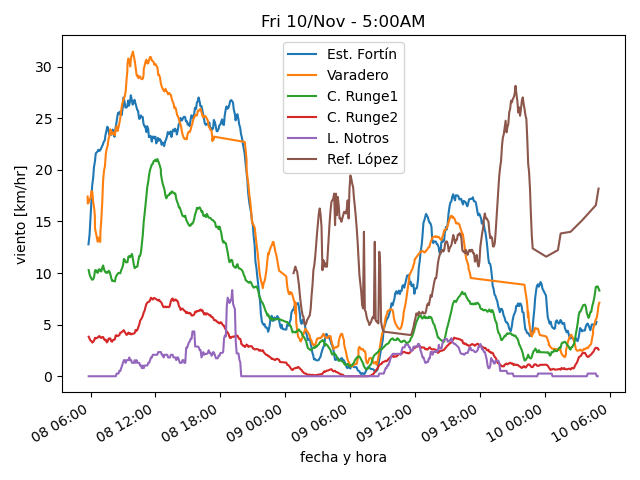 Fri 10/Nov - 5:00AM
Est. Fortín
Varadero
C. Runge1
C. Runge2
L. Notros
Ref. López
viento [km/hr]
30
25
20
15
10
5
0
08 06:00
08 12:00
08 18:00
09 00:00
09 06:00
09 12:00
09 18:00
10 00:00
10 06:00
fecha y hora